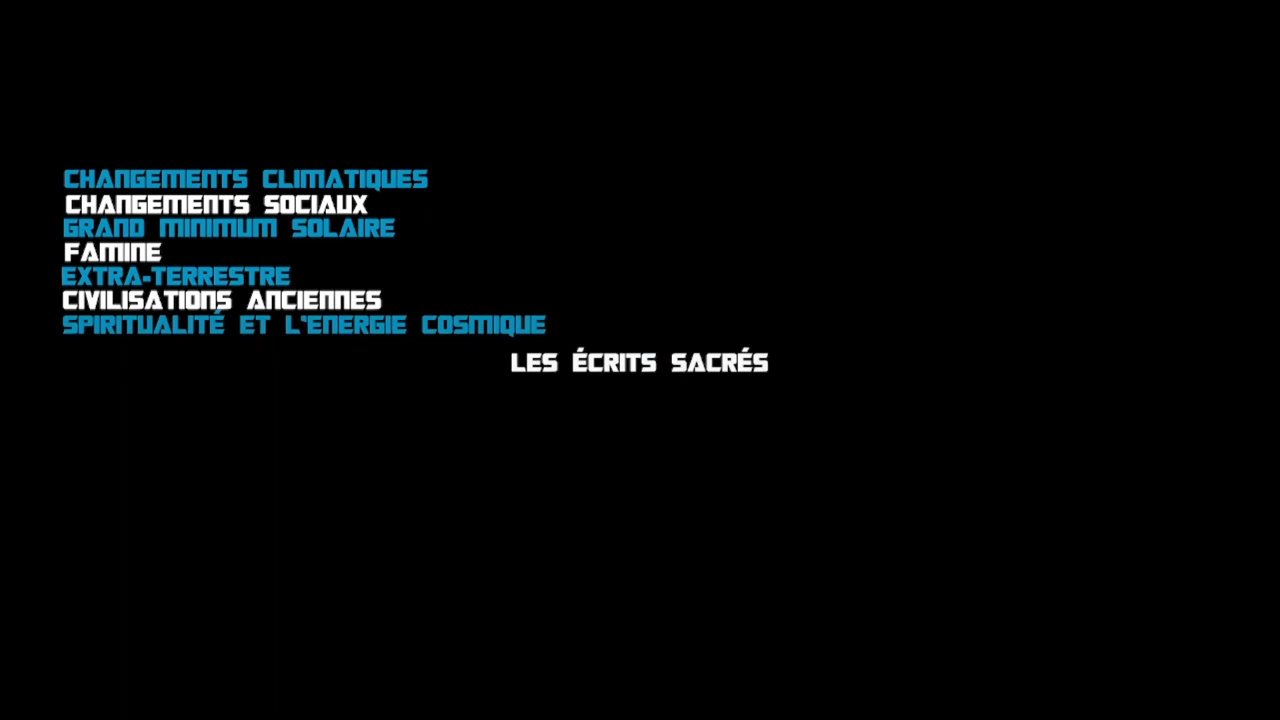 CHANGEMENTS CLIMATIQUES
CHANGEMENTS SOCIAUX
GRAND MINIMUM SOLAIRE
FAMINE
EXTRA-TERRESTRE
CIVILISATIONS ANCIENNES
SPIRITUALITÉ ET L'ENERGIE COSMIQUE
LES ÉCRITS SACRÉS